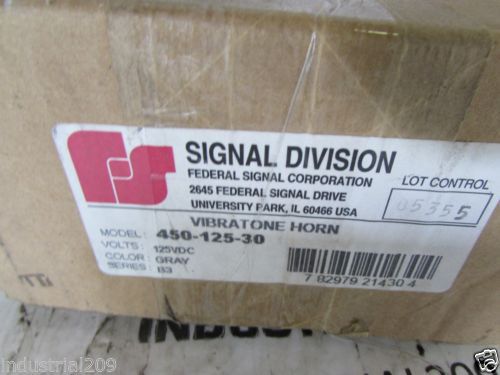 SIGNAL DIVISION
FEDERAL SIGNAL CORPORATION
2645 FEDERAL SIGNAL DRIVE
UNIVERSITY PARK, IL 60466 USA
LOT CONTROL
05355
VIBRATONE HORN
MODEL: 450-125-30
VOLTS: 125VDC
COLOR: GRAY
SERIES: B3
7 82979 21430 4
INDUS
industrial209